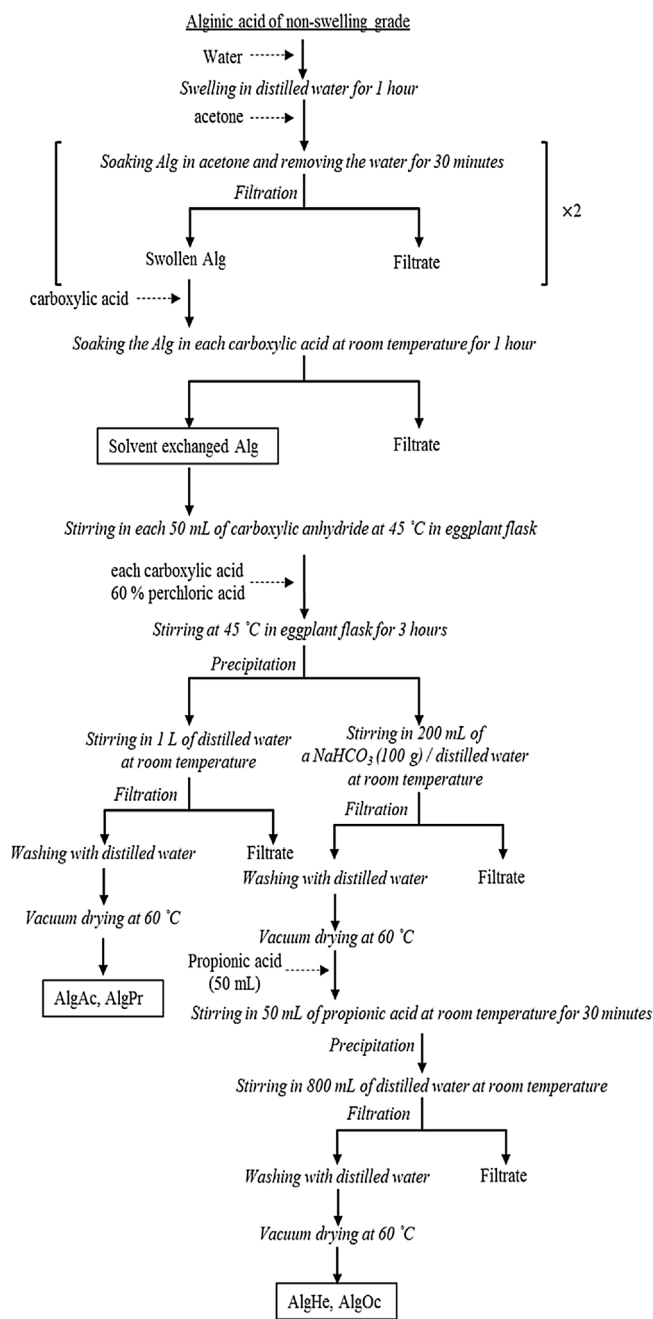 Alginic acid of non-swelling grade
Water
Swelling in distilled water for 1 hour
acetone
Soaking Alg in acetone and removing the water for 30 minutes
Filtration
×2
Swollen Alg
Filtrate
carboxylic acid
Soaking the Alg in each carboxylic acid at room temperature for 1 hour
Solvent exchanged Alg
Filtrate
Stirring in each 50 mL of carboxylic anhydride at 45 ˚C in eggplant flask
each carboxylic acid
60 % perchloric acid
Stirring at 45 ˚C in eggplant flask for 3 hours
Precipitation
Stirring in 1 L of distilled water
at room temperature
Stirring in 200 mL of
a NaHCO₃ (100 g) / distilled water
at room temperature
Filtration
Filtration
Washing with distilled water
Filtrate
Washing with distilled water
Filtrate
Vacuum drying at 60 ˚C
Vacuum drying at 60 ˚C
AlgAc, AlgPr
Propionic acid
(50 mL)
Stirring in 50 mL of propionic acid at room temperature for 30 minutes
Precipitation
Stirring in 800 mL of distilled water at room temperature
Filtration
Washing with distilled water
Filtrate
Vacuum drying at 60 ˚C
AlgHe, AlgOc